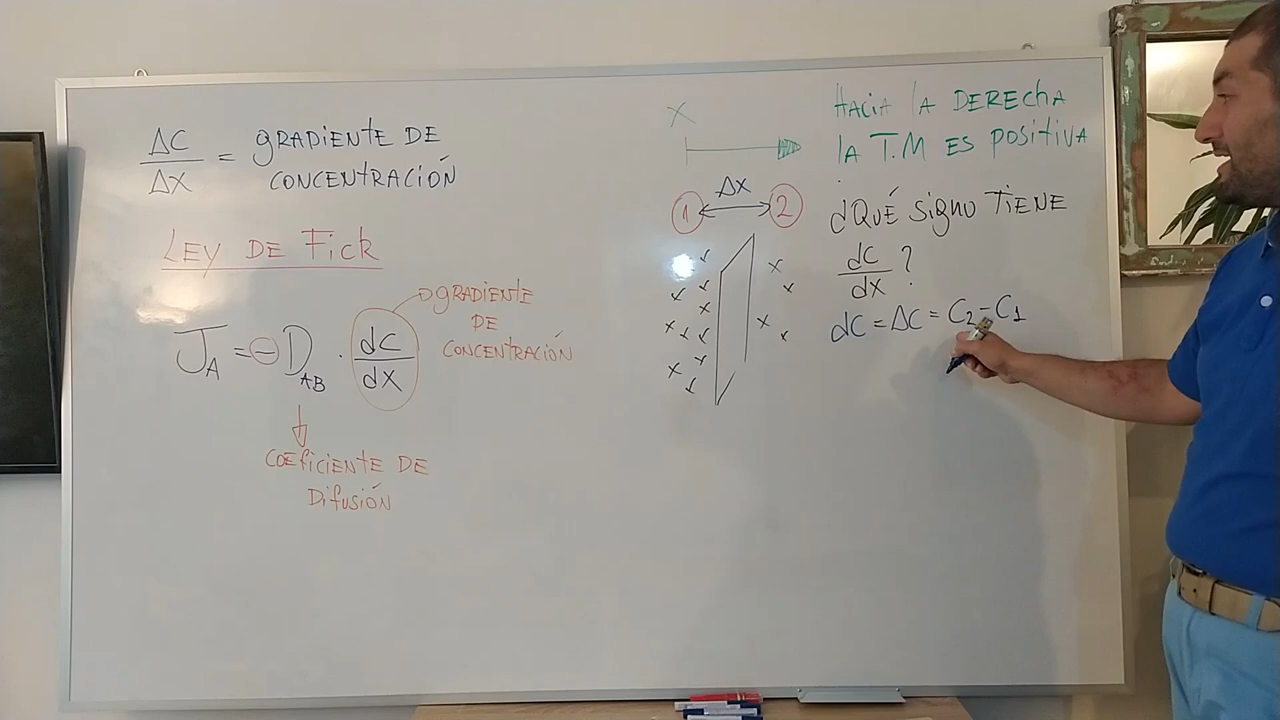 ΔC
ΔX = gRADIENTE DE CONCENTRACIÓN
LEY DE Fick
J_A = ⊖ D_AB · dC/dX
GRADIENTE
DE
CONCENTRACIÓN
COEficiENTE DE
DifUSIÓN
X
HACIA lA DERECHA
lA T.M ES POSITIVA
1 ΔX 2
¿QUÉ SigNO TIENE
dC/dX ?
dC = ΔC = C₂ - C₁